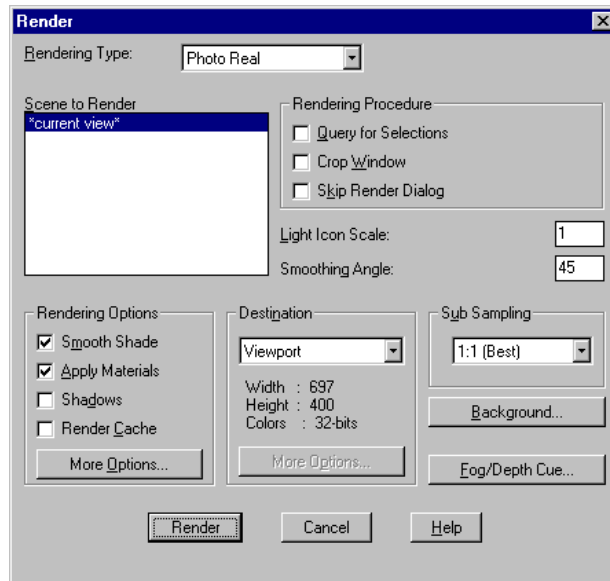 Render
Rendering Type: Photo Real
Scene to Render
*current view*
Rendering Procedure
Query for Selections
Crop Window
Skip Render Dialog
Light Icon Scale: 1
Smoothing Angle: 45
Rendering Options
Smooth Shade
Apply Materials
Shadows
Render Cache
More Options...
Destination
Viewport
Width : 697
Height : 400
Colors : 32-bits
More Options...
Sub Sampling
1:1 (Best)
Background...
Fog/Depth Cue...
Render Cancel Help